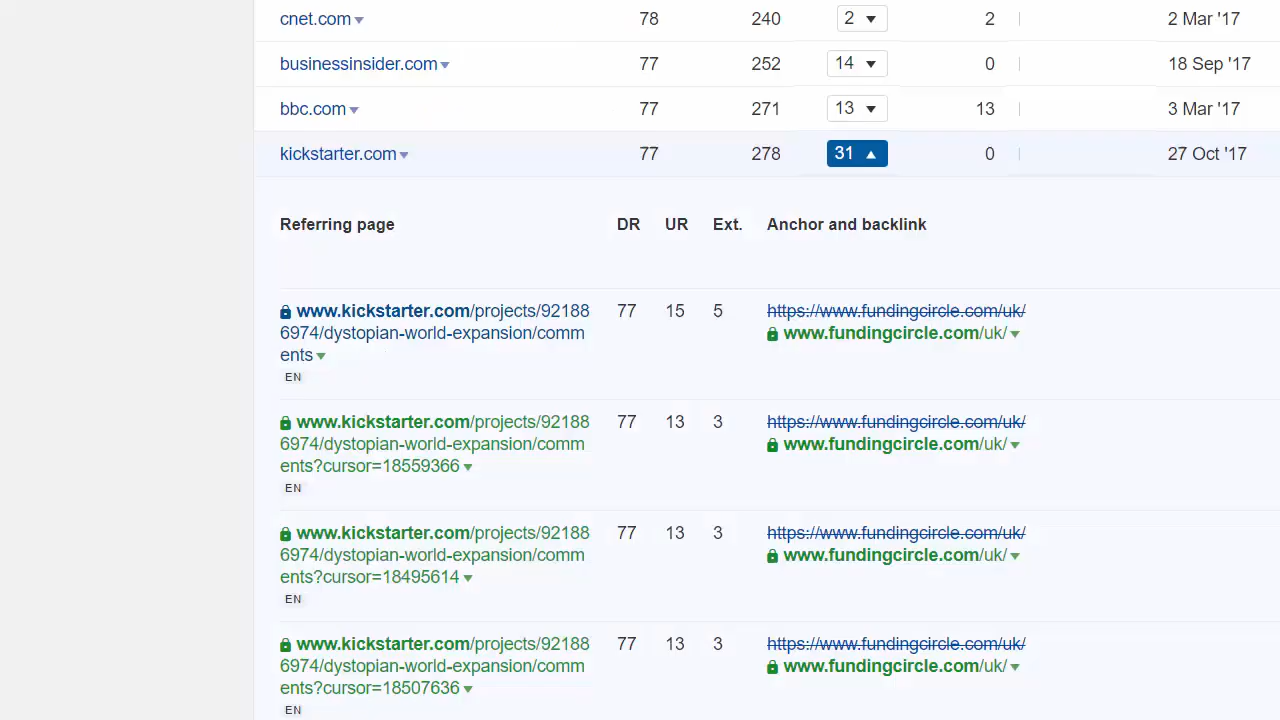 cnet.com 78 240 2 2 2 Mar '17
businessinsider.com 77 252 14 0 18 Sep '17
bbc.com 77 271 13 13 3 Mar '17
kickstarter.com 77 278 31 0 27 Oct '17
Referring page DR UR Ext. Anchor and backlink
www.kickstarter.com/projects/92188 77 15 5 https://www.fundingcircle.com/uk/
6974/dystopian-world-expansion/comm www.fundingcircle.com/uk/
ents
EN
www.kickstarter.com/projects/92188 77 13 3 https://www.fundingcircle.com/uk/
6974/dystopian-world-expansion/comm www.fundingcircle.com/uk/
ents?cursor=18559366
EN
www.kickstarter.com/projects/92188 77 13 3 https://www.fundingcircle.com/uk/
6974/dystopian-world-expansion/comm www.fundingcircle.com/uk/
ents?cursor=18495614
EN
www.kickstarter.com/projects/92188 77 13 3 https://www.fundingcircle.com/uk/
6974/dystopian-world-expansion/comm www.fundingcircle.com/uk/
ents?cursor=18507636
EN